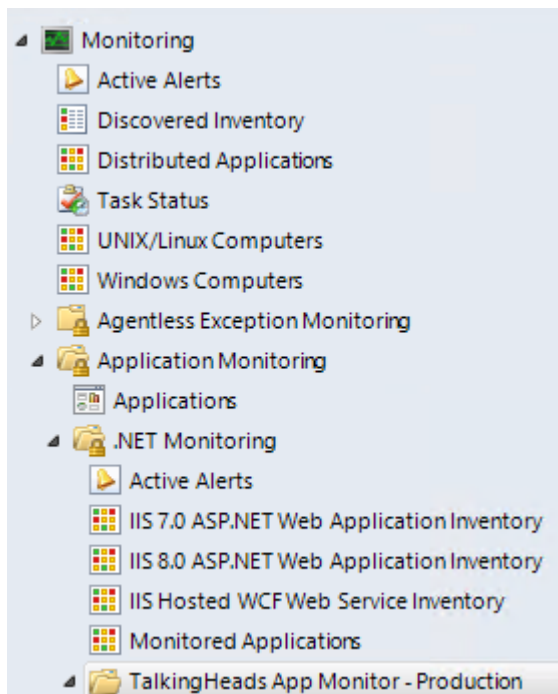 Monitoring
Active Alerts
Discovered Inventory
Distributed Applications
Task Status
UNIX/Linux Computers
Windows Computers
Agentless Exception Monitoring
Application Monitoring
Applications
.NET Monitoring
Active Alerts
IIS 7.0 ASP.NET Web Application Inventory
IIS 8.0 ASP.NET Web Application Inventory
IIS Hosted WCF Web Service Inventory
Monitored Applications
TalkingHeads App Monitor - Production